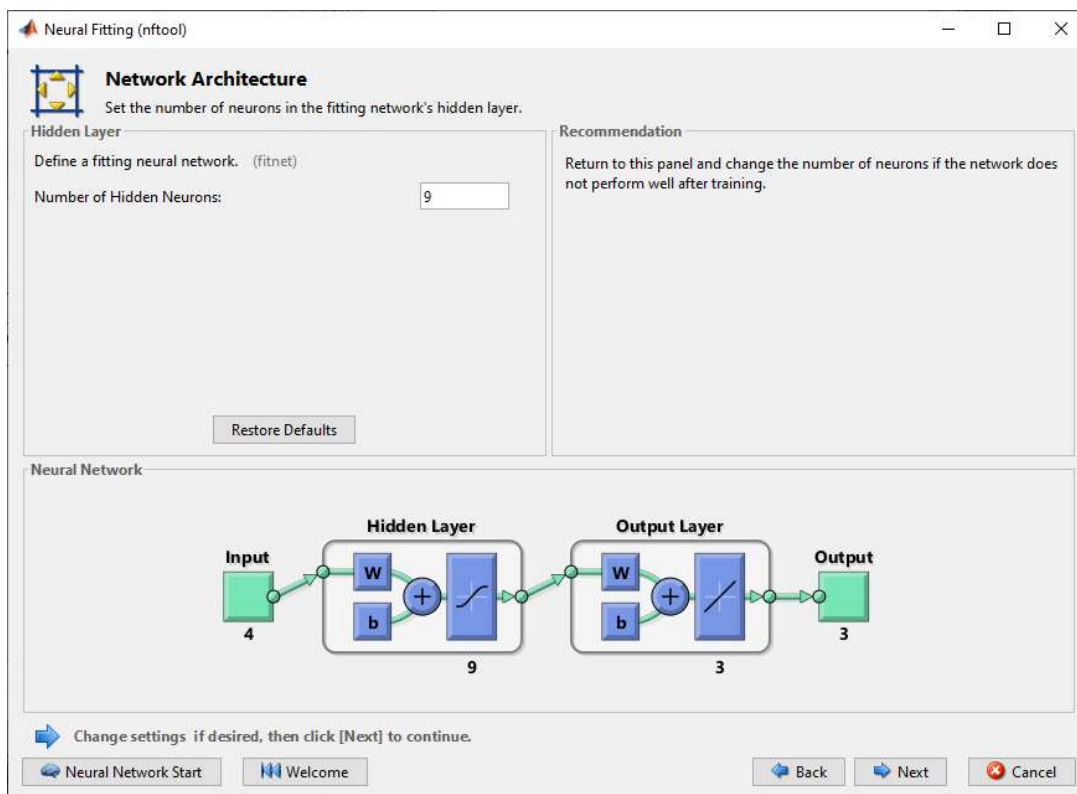 Neural Fitting (nftool)
Network Architecture
Set the number of neurons in the fitting network's hidden layer.
Hidden Layer
Define a fitting neural network. (fitnet)
Number of Hidden Neurons:
9
Restore Defaults
Recommendation
Return to this panel and change the number of neurons if the network does
not perform well after training.
Neural Network
Hidden Layer
Output Layer
Input
W
b
+
W
b
+
Output
4
9
3
3
Change settings if desired, then click [Next] to continue.
Neural Network Start
Welcome
Back
Next
Cancel